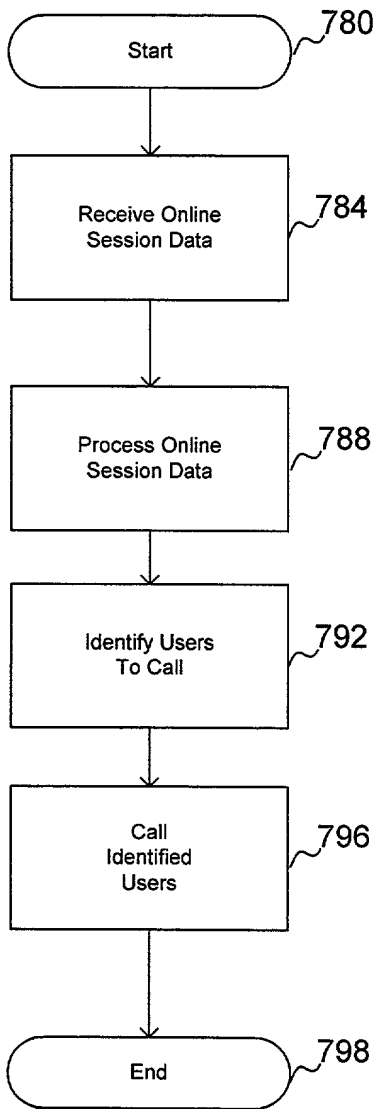 Start
780
Receive Online
Session Data
784
Process Online
Session Data
788
Identify Users
To Call
792
Call
Identified
Users
796
End
798